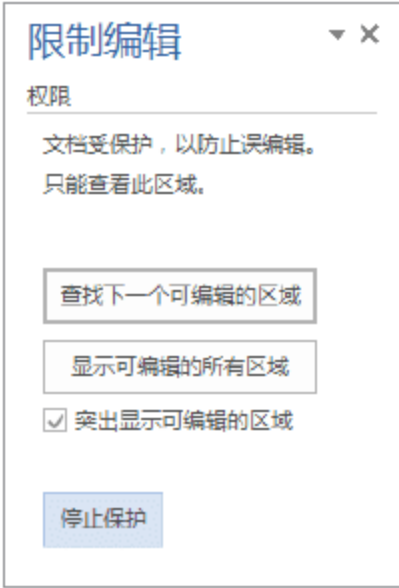 限制编辑
权限
文档受保护，以防止误编辑。
只能查看此区域。
查找下一个可编辑的区域
显示可编辑的所有区域
突出显示可编辑的区域
停止保护